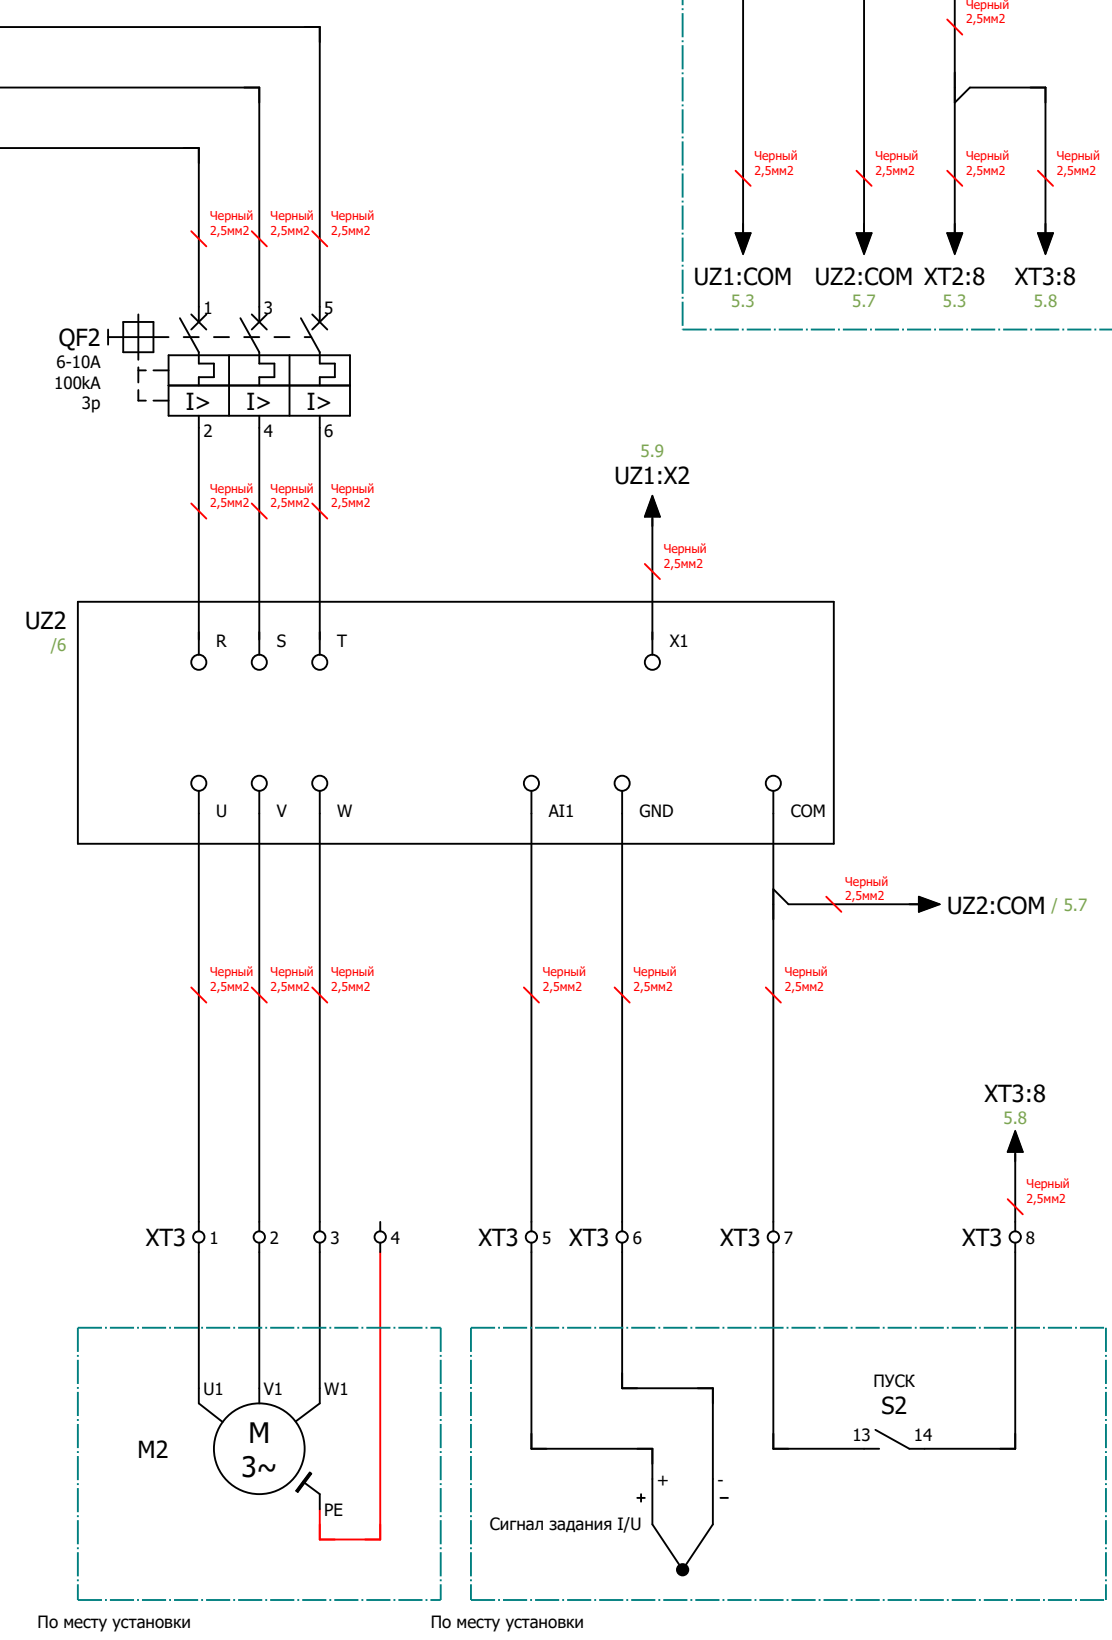 Черный
2,5мм2
Черный Черный Черный Черный
2,5мм2 2,5мм2 2,5мм2 2,5мм2
Черный Черный Черный
2,5мм2 2,5мм2 2,5мм2
UZ1:COM UZ2:COM XT2:8 XT3:8
5.3 5.7 5.3 5.8
1 3 5
QF2
6-10A
100kA
3p
I> I> I>
2 4 6
5.9
UZ1:X2
Черный Черный Черный
2,5мм2 2,5мм2 2,5мм2
Черный
2,5мм2
UZ2
/6
R S T X1
U V W AI1 GND COM
Черный
2,5мм2
UZ2:COM / 5.7
Черный Черный Черный Черный Черный Черный
2,5мм2 2,5мм2 2,5мм2 2,5мм2 2,5мм2 2,5мм2
XT3:8
5.8
Черный
2,5мм2
XT3 1 2 3 4 XT3 5 XT3 6 XT3 7 XT3 8
U1 V1 W1
ПУСК
S2
13 14
M2
M
3~
PE
+ -
+ −
Сигнал задания I/U
По месту установки По месту установки